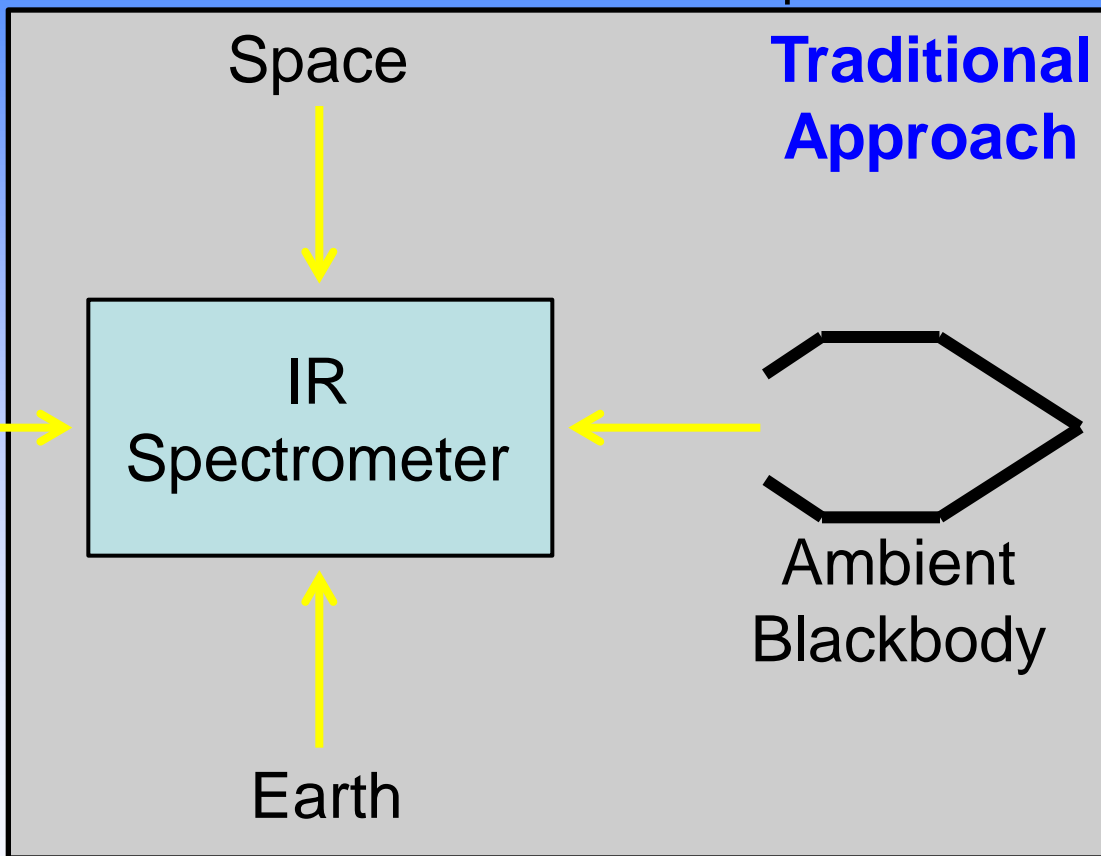 Space
Traditional
Approach
IR
Spectrometer
Ambient
Blackbody
Earth